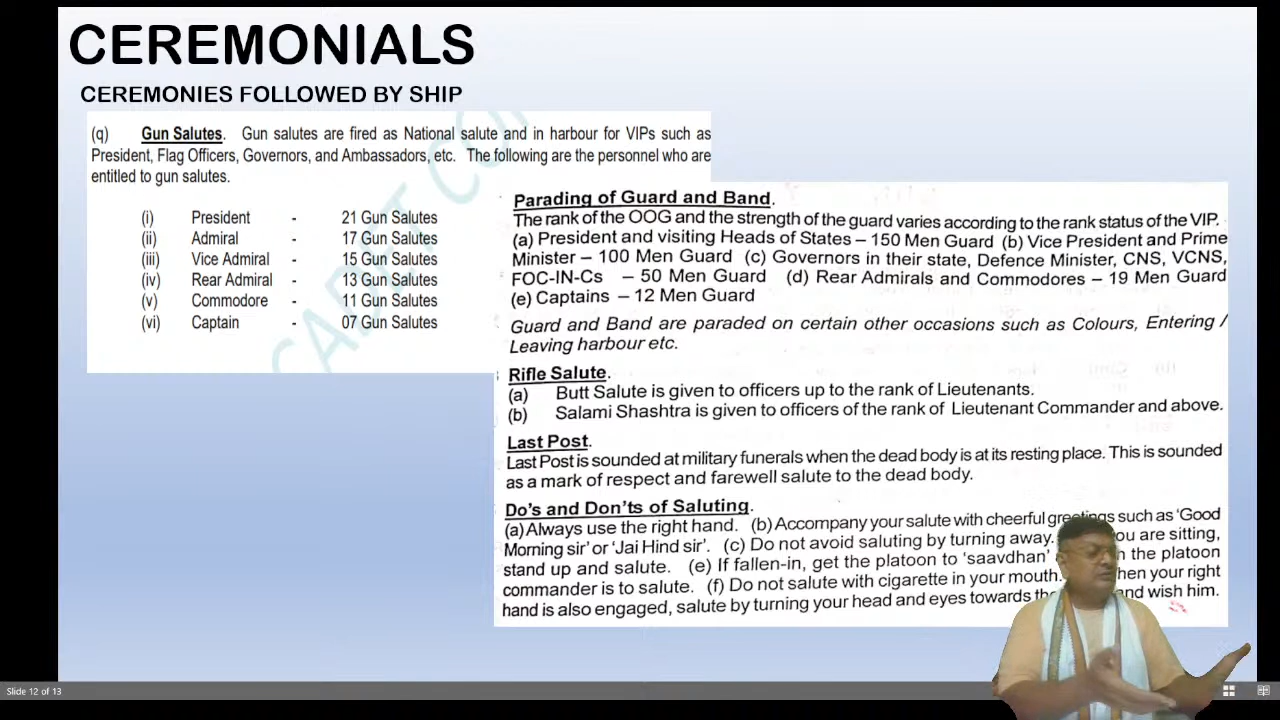 CEREMONIALS
CEREMONIES FOLLOWED BY SHIP
(q) Gun Salutes. Gun salutes are fired as National salute and in harbour for VIPs such as
President, Flag Officers, Governors, and Ambassadors, etc. The following are the personnel who are
entitled to gun salutes.
(i) President - 21 Gun Salutes
(ii) Admiral - 17 Gun Salutes
(iii) Vice Admiral - 15 Gun Salutes
(iv) Rear Admiral - 13 Gun Salutes
(v) Commodore - 11 Gun Salutes
(vi) Captain - 07 Gun Salutes
CADET
Parading of Guard and Band.
The rank of the OOG and the strength of the guard varies according to the rank status of the VIP.
(a) President and visiting Heads of States – 150 Men Guard (b) Vice President and Prime
Minister – 100 Men Guard (c) Governors in their state, Defence Minister, CNS, VCNS,
FOC-IN-Cs – 50 Men Guard (d) Rear Admirals and Commodores – 19 Men Guard
(e) Captains – 12 Men Guard
Guard and Band are paraded on certain other occasions such as Colours, Entering /
Leaving harbour etc.
Rifle Salute.
(a) Butt Salute is given to officers up to the rank of Lieutenants.
(b) Salami Shashtra is given to officers of the rank of Lieutenant Commander and above.
Last Post.
Last Post is sounded at military funerals when the dead body is at its resting place. This is sounded
as a mark of respect and farewell salute to the dead body.
Do's and Don'ts of Saluting.
(a) Always use the right hand. (b) Accompany your salute with cheerful greetings such as 'Good
Morning sir' or 'Jai Hind sir'. (c) Do not avoid saluting by turning away. you are sitting,
stand up and salute. (e) If fallen-in, get the platoon to 'saavdhan' the platoon
commander is to salute. (f) Do not salute with cigarette in your mouth. when your right
hand is also engaged, salute by turning your head and eyes towards and wish him.
Slide 12 of 13